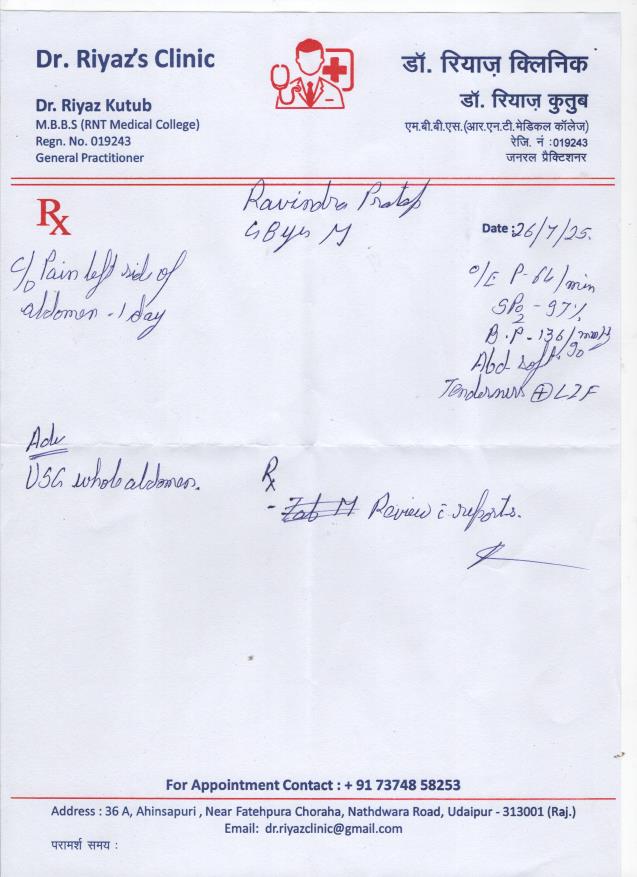 Dr. Riyaz's Clinic
Dr. Riyaz Kutub
M.B.B.S (RNT Medical College)
Regn. No. 019243
General Practitioner
डॉ. रियाज़ क्लिनिक
डॉ. रियाज़ कुतुब
एम.बी.बी.एस.(आर.एन.टी.मेडिकल कॉलेज)
रेजि. नं :019243
जनरल प्रैक्टिशनर
Rx
Ravindra Pratap
yrs M
Date : 26/7/25.
C/o Pain left side of
abdomen - 1 day
O/E P- /min
SPO2 - 97%
B.P - 136/90 mmHg
Abd soft.
Tenderness ⊕ LIF
Adv
USG whole abdomen.
Rx
- Tab M Review c̄ reports.
For Appointment Contact : + 91 73748 58253
Address : 36 A, Ahinsapuri , Near Fatehpura Choraha, Nathdwara Road, Udaipur - 313001 (Raj.)
Email: dr.riyazclinic@gmail.com
परामर्श समय :